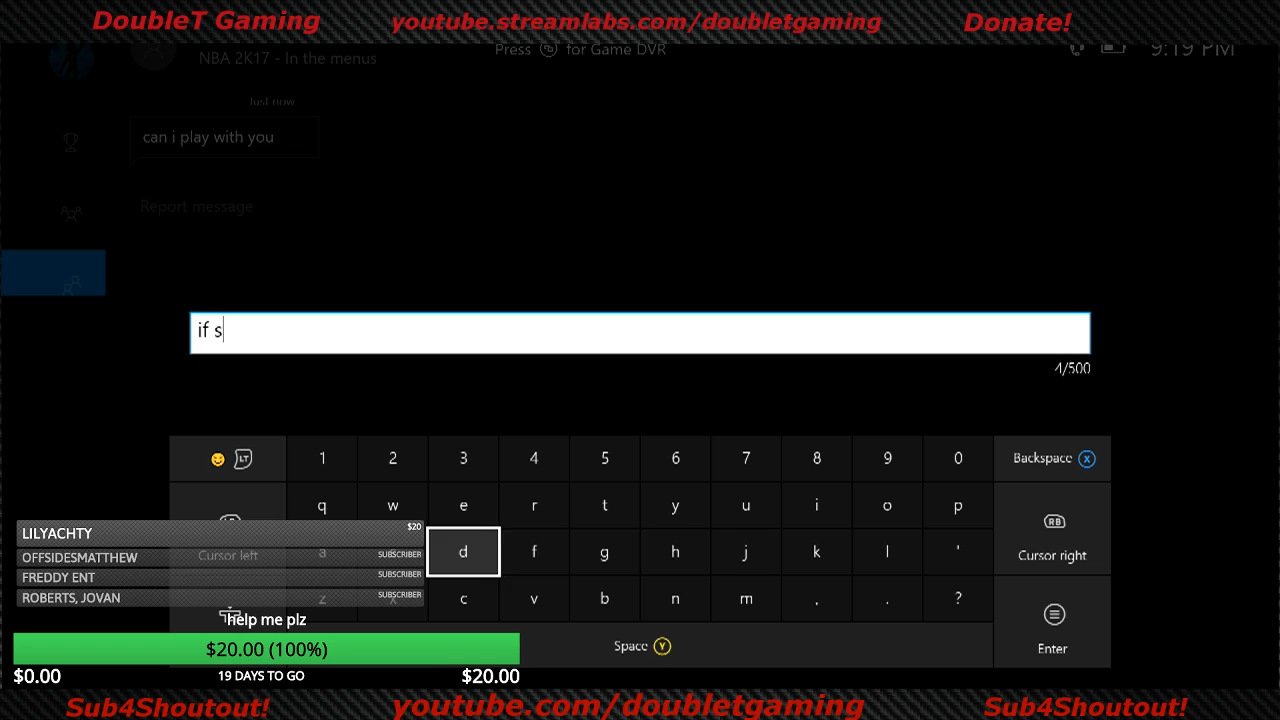 DoubleT Gaming youtube.streamlabs.com/doubletgaming Donate!
Press for Game DVR
9:19 PM
NBA 2K17 - In the menus
Just now
can i play with you
Report message
if s
4/500
LT 1 2 3 4 5 6 7 8 9 0 Backspace X
q w e r t y u i o p RB
Cursor left a d f g h j k l ' Cursor right
z x c v b n m , . ?
Space Y Enter
LILYACHTY $20
OFFSIDESMATTHEW SUBSCRIBER
FREDDY ENT SUBSCRIBER
ROBERTS, JOVAN SUBSCRIBER
help me plz
$20.00 (100%)
$0.00 19 DAYS TO GO $20.00
Sub4Shoutout! youtube.com/doubletgaming Sub4Shoutout!